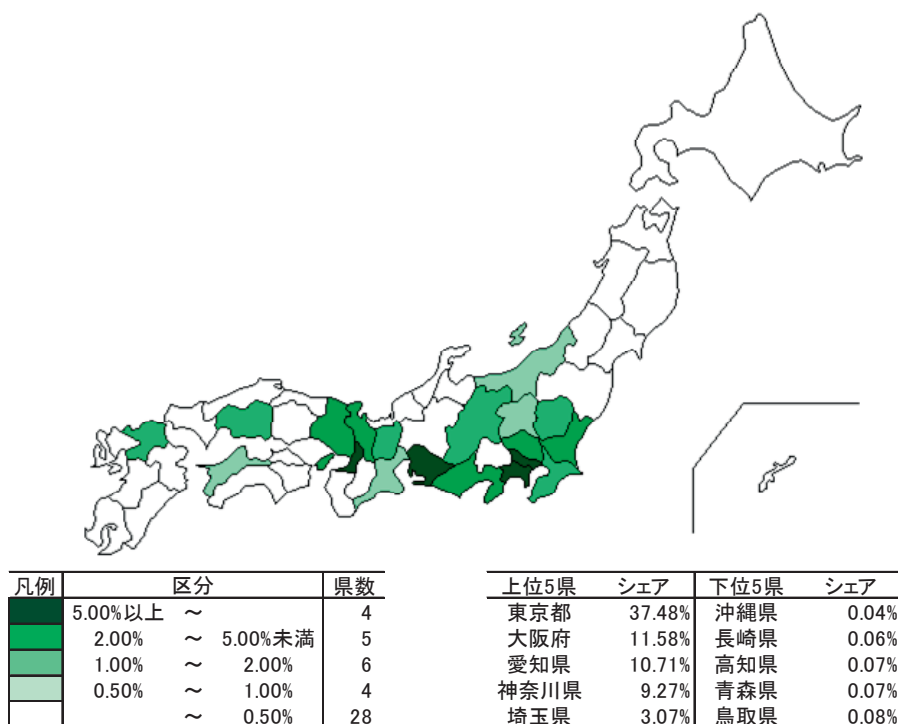 凡例 区分 県数
5.00%以上 ～ 4
2.00% ～ 5.00%未満 5
1.00% ～ 2.00% 6
0.50% ～ 1.00% 4
～ 0.50% 28
上位5県 シェア 下位5県 シェア
東京都 37.48% 沖縄県 0.04%
大阪府 11.58% 長崎県 0.06%
愛知県 10.71% 高知県 0.07%
神奈川県 9.27% 青森県 0.07%
埼玉県 3.07% 鳥取県 0.08%